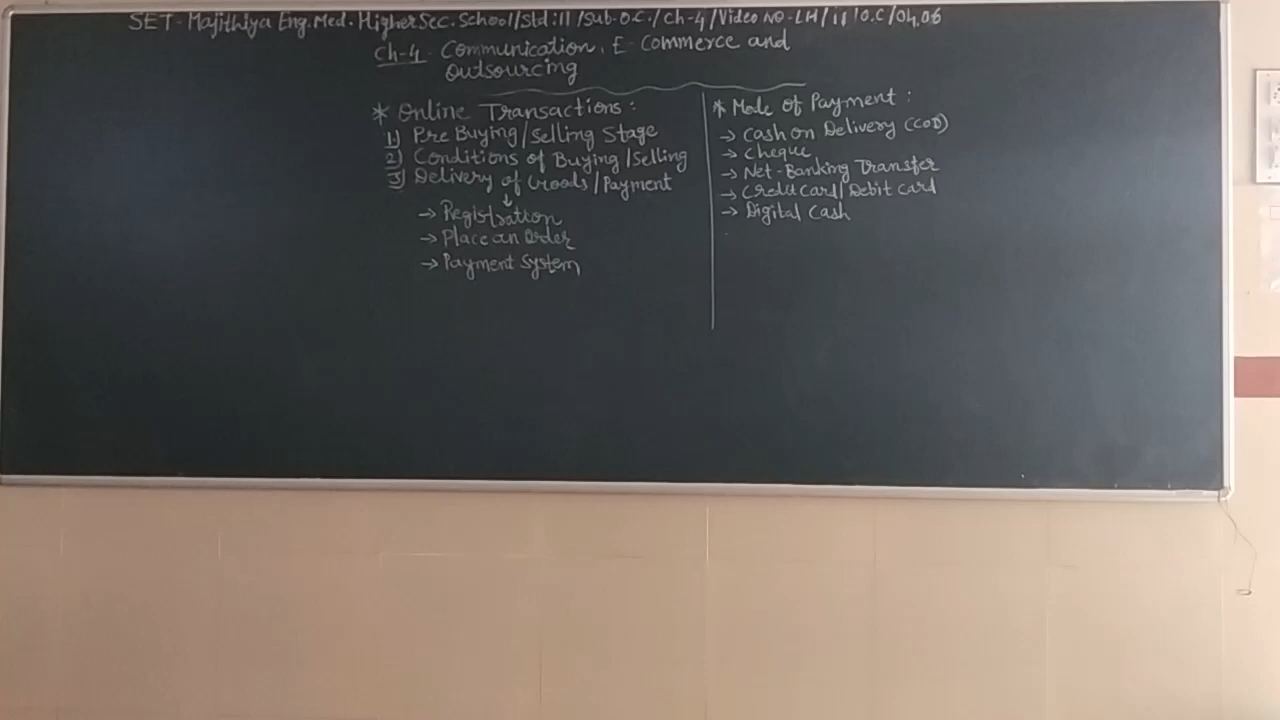 SET- Majithiya Eng. Med. Higher Sec. School/Std:11/Sub-O.C./Ch-4/Video No-LH/11/O.C/04,06
Ch-4 Communication, E-Commerce and
Outsourcing
* Online Transactions:
1) Pre Buying/Selling Stage
2) Conditions of Buying/Selling
3) Delivery of Goods/Payment
↓
→ Registration
→ Place an Order
→ Payment System
* Mode of Payment:
→ Cash on Delivery (COD)
→ Cheque
→ Net-Banking Transfer
→ Credit Card/Debit Card
→ Digital Cash